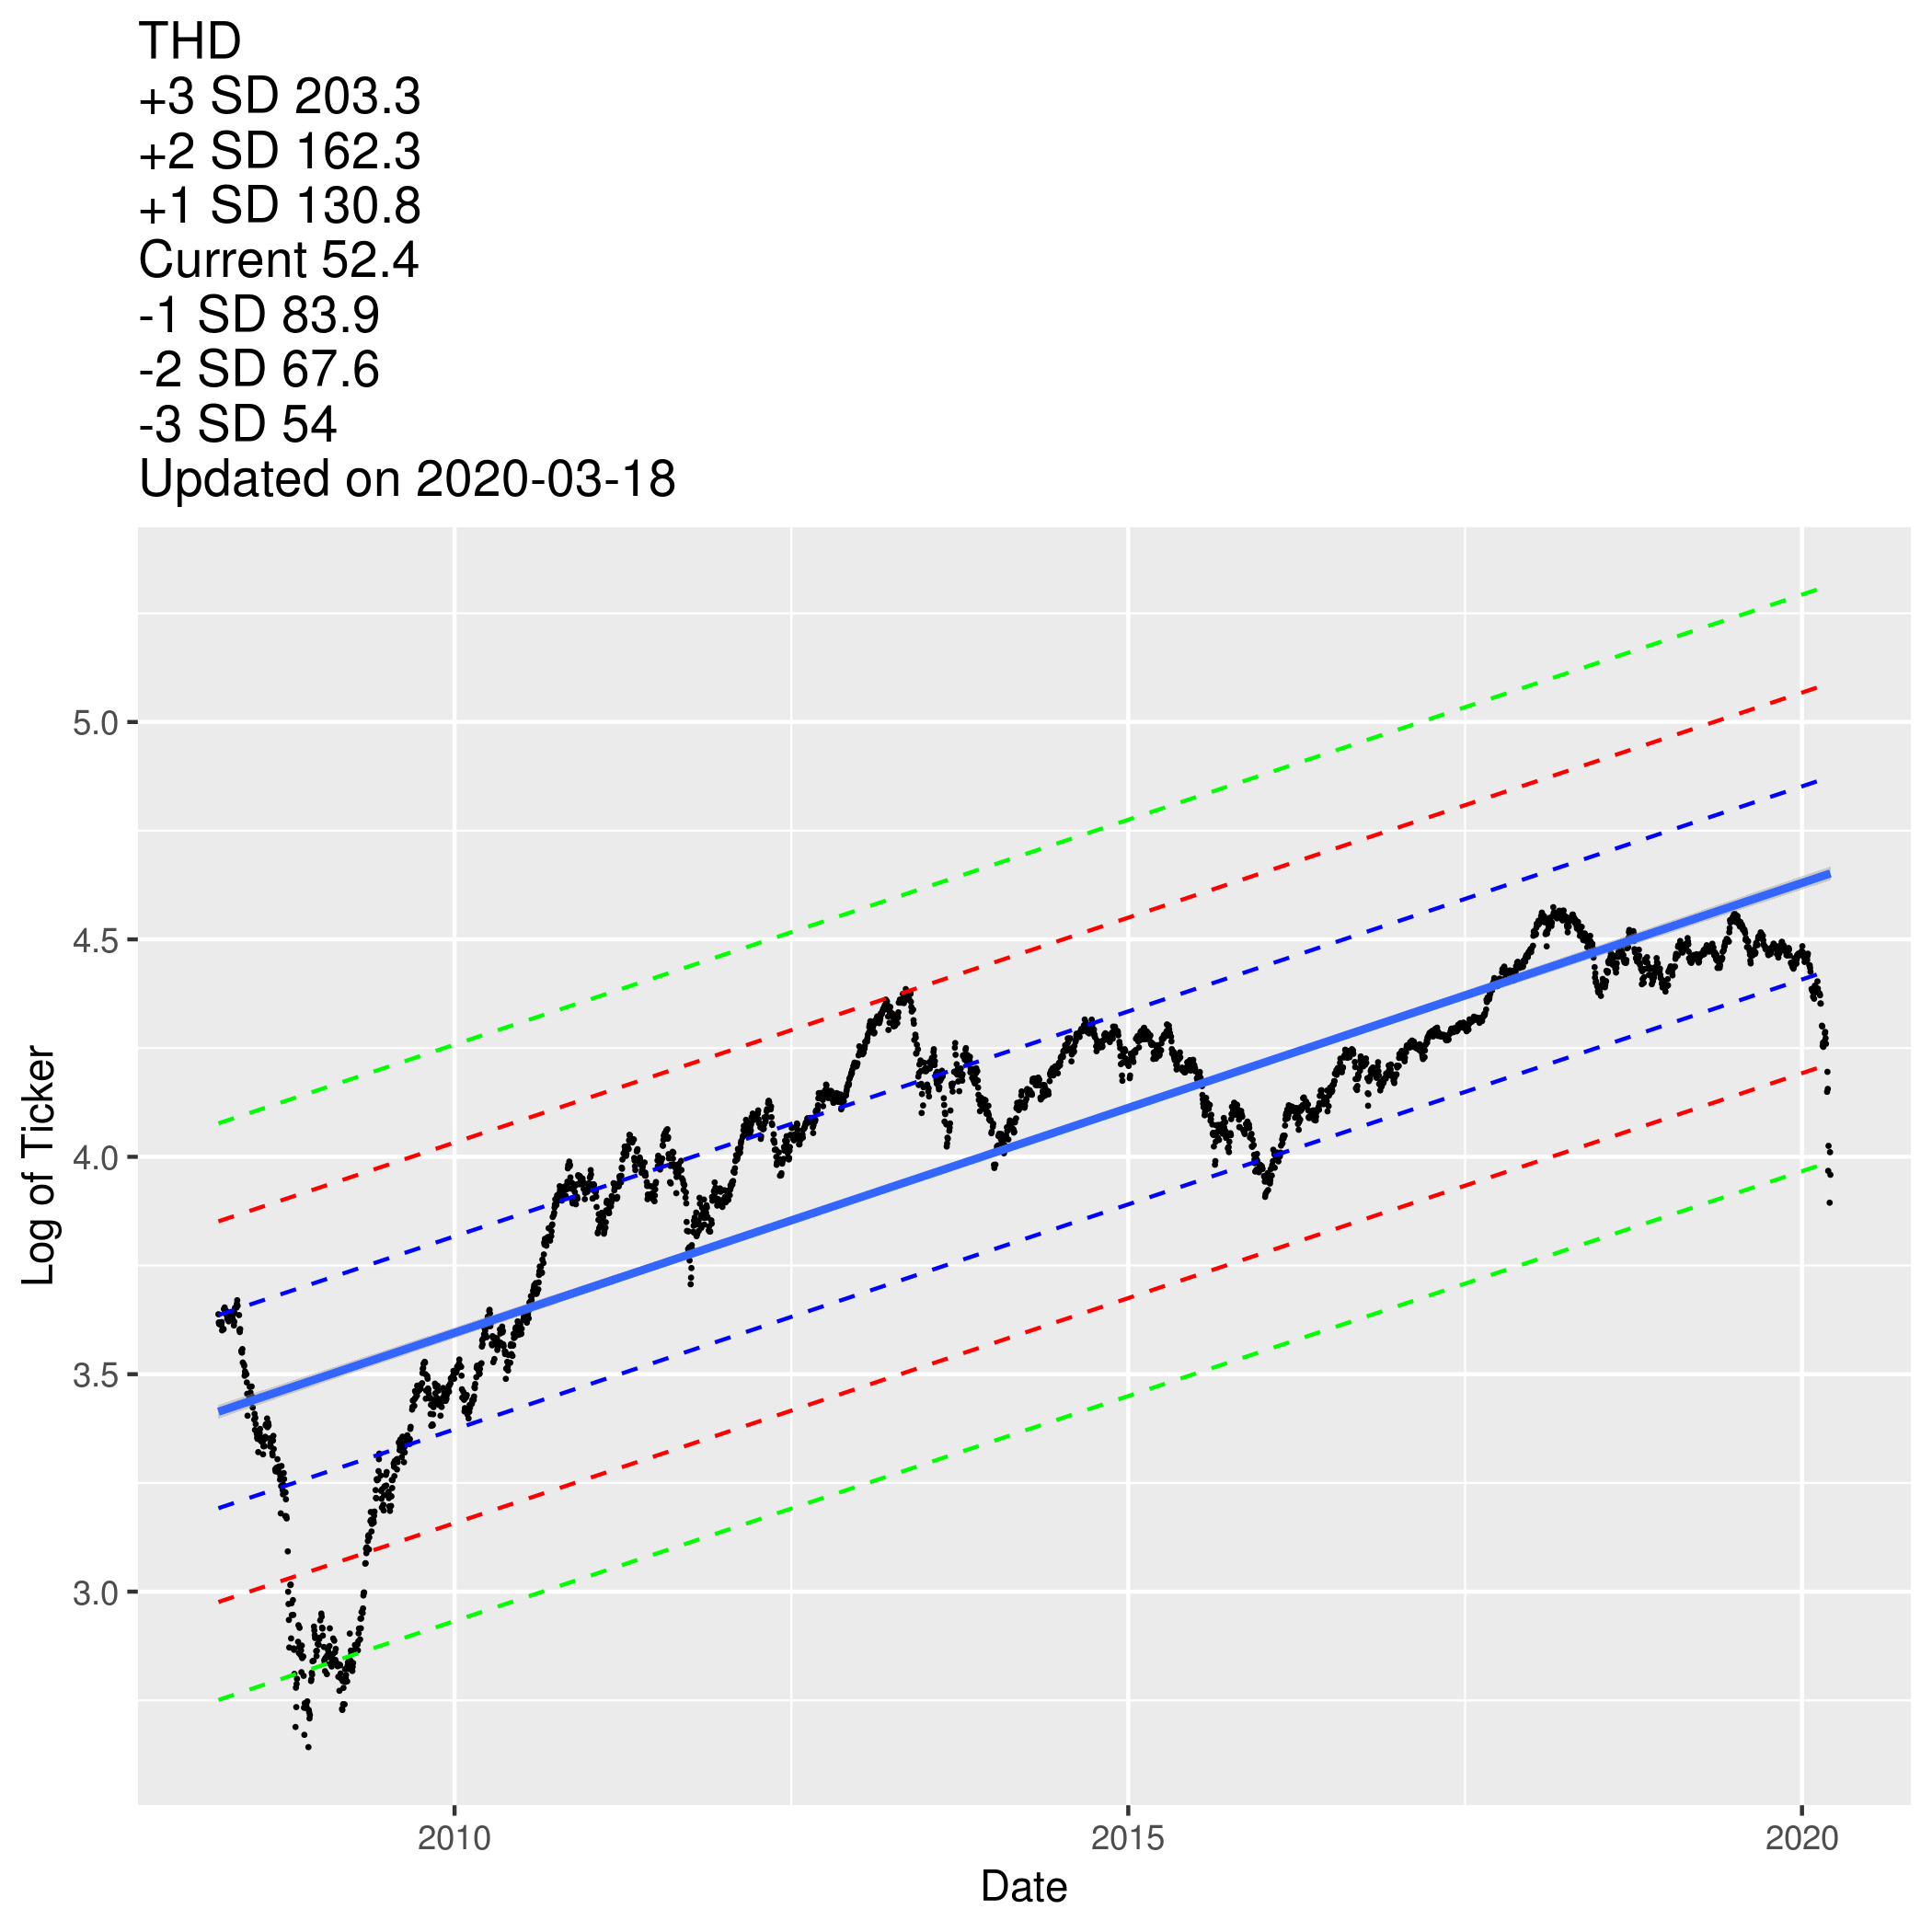 THD
+3 SD 203.3
+2 SD 162.3
+1 SD 130.8
Current 52.4
-1 SD 83.9
-2 SD 67.6
-3 SD 54
Updated on 2020-03-18
Log of Ticker
5.0
4.5
4.0
3.5
3.0
2010
2015
2020
Date